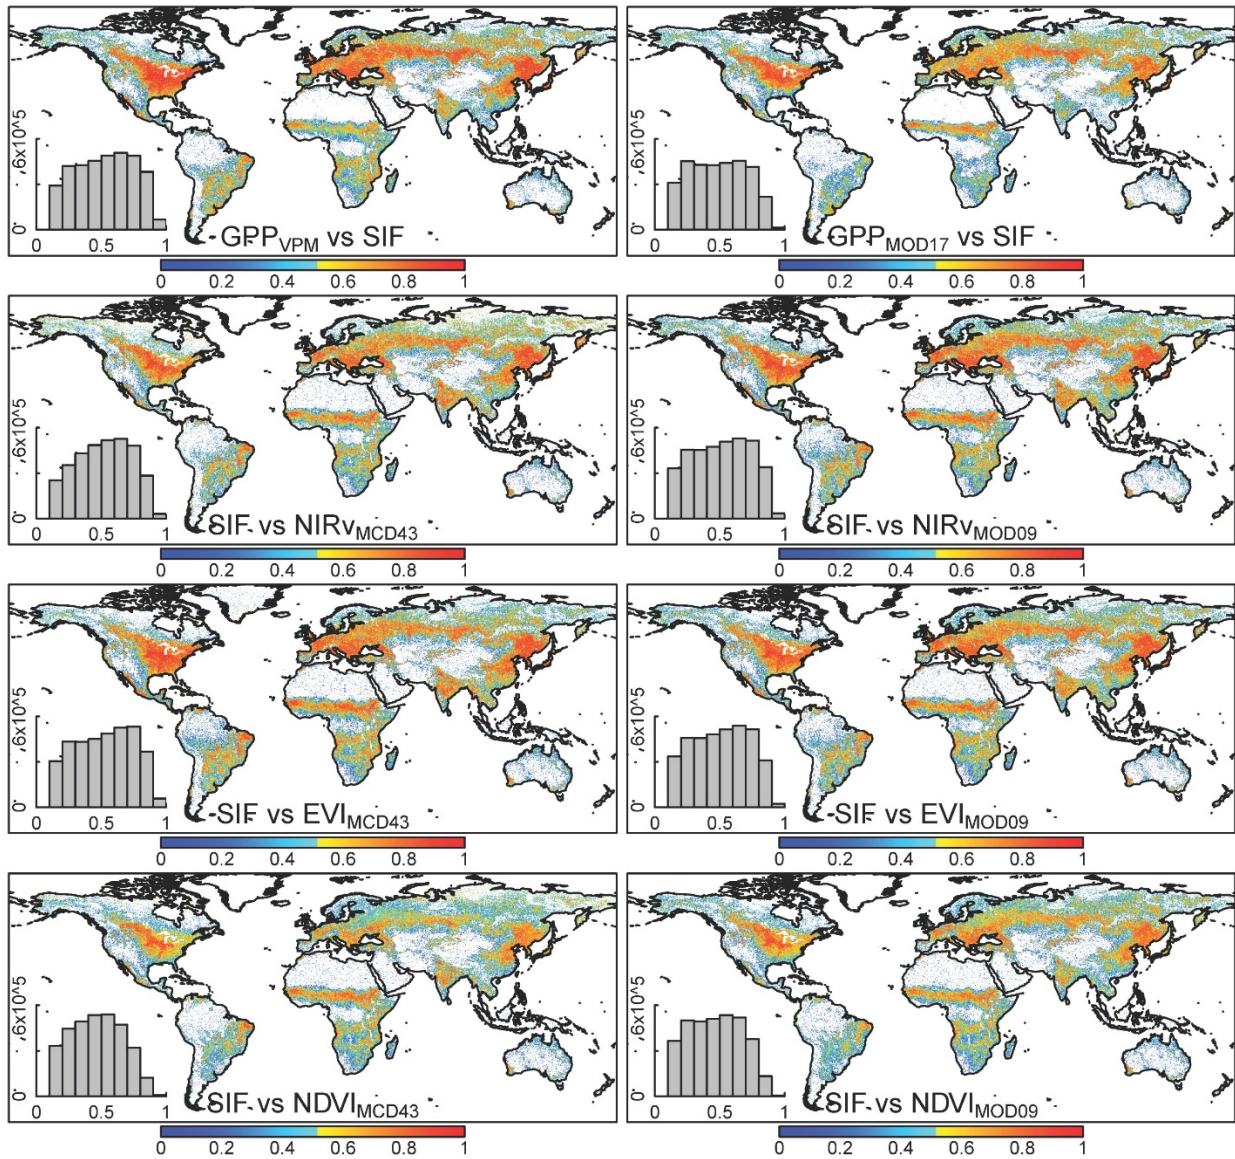 6x10^5
0
0 0.5 1
GPP_VPM vs SIF
0 0.2 0.4 0.6 0.8 1
6x10^5
0
0 0.5 1
GPP_MOD17 vs SIF
0 0.2 0.4 0.6 0.8 1
6x10^5
0
0 0.5 1
SIF vs NIRv_MCD43
0 0.2 0.4 0.6 0.8 1
6x10^5
0
0 0.5 1
SIF vs NIRv_MOD09
0 0.2 0.4 0.6 0.8 1
6x10^5
0
0 0.5 1
SIF vs EVI_MCD43
0 0.2 0.4 0.6 0.8 1
6x10^5
0
0 0.5 1
SIF vs EVI_MOD09
0 0.2 0.4 0.6 0.8 1
6x10^5
0
0 0.5 1
SIF vs NDVI_MCD43
0 0.2 0.4 0.6 0.8 1
6x10^5
0
0 0.5 1
SIF vs NDVI_MOD09
0 0.2 0.4 0.6 0.8 1